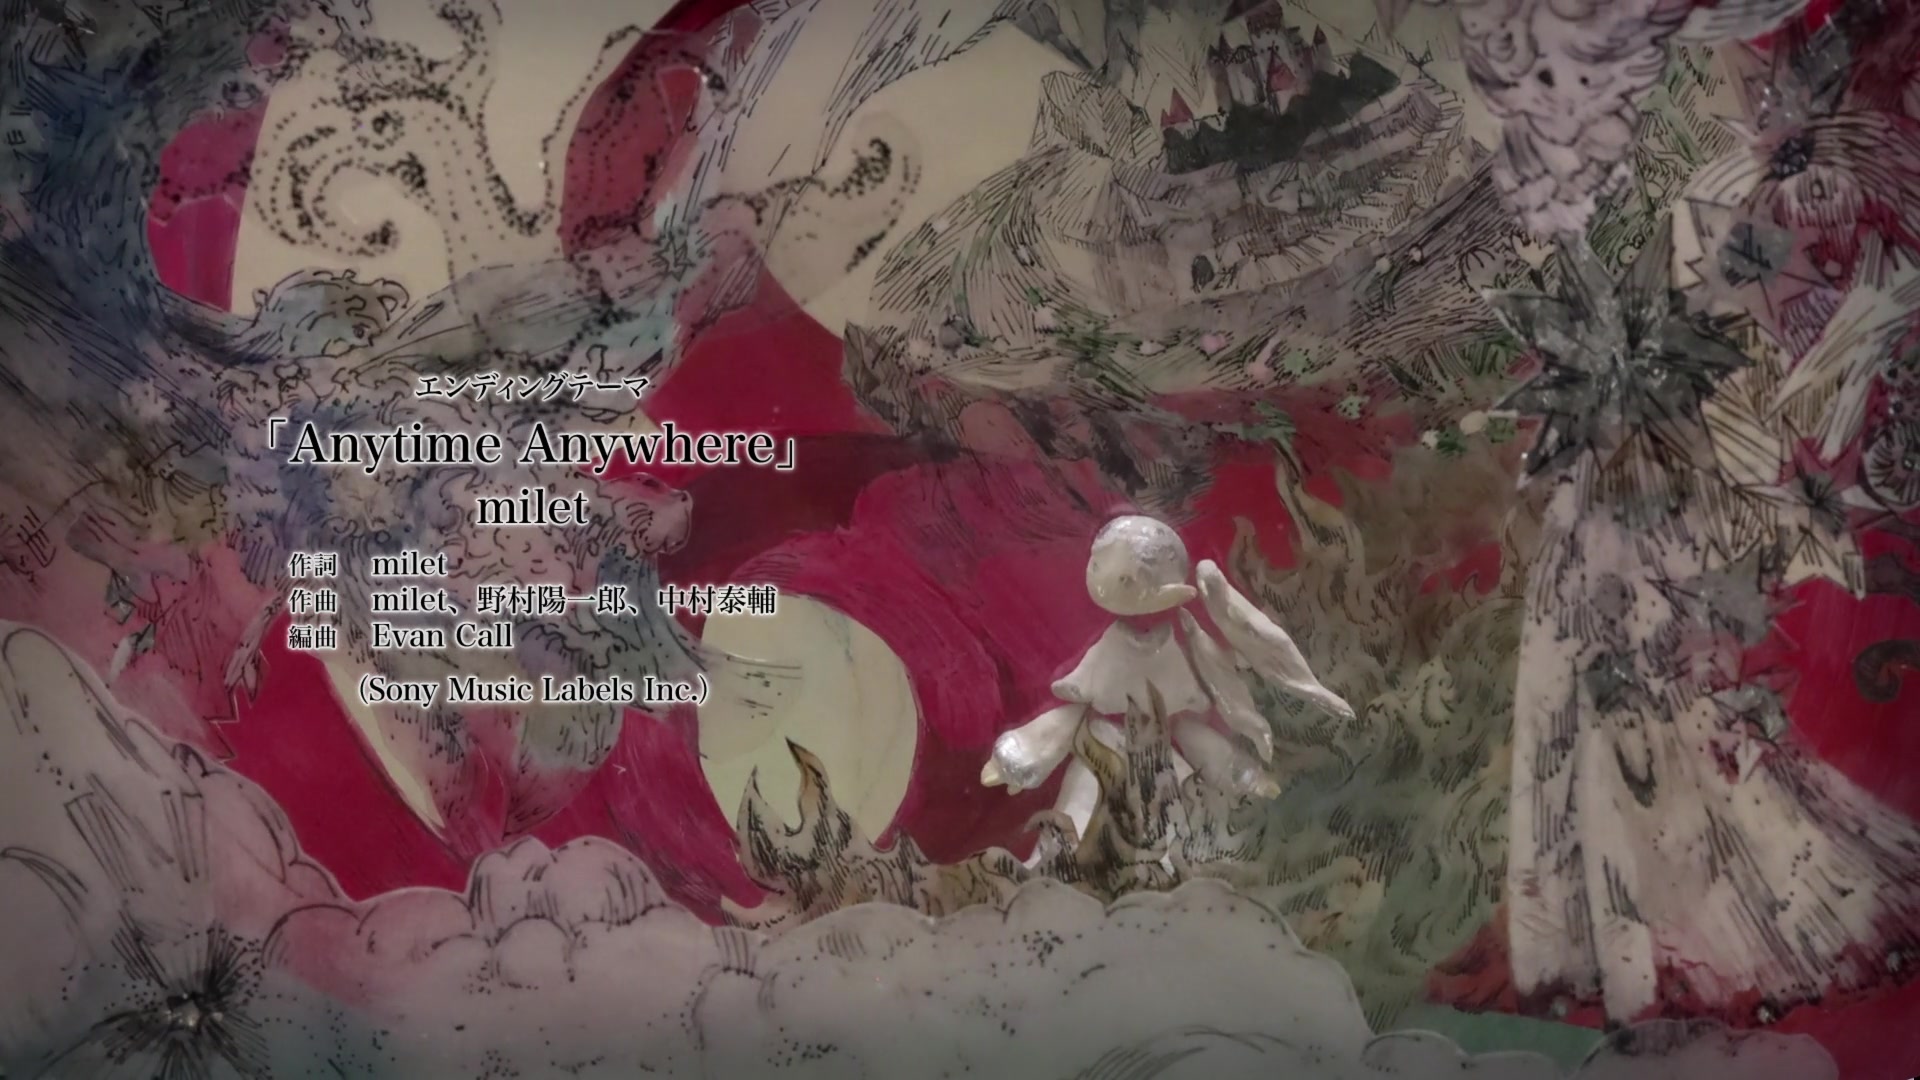 エンディングテーマ
「Anytime Anywhere」
milet
作詞 milet
作曲 milet、野村陽一郎、中村泰輔
編曲 Evan Call
(Sony Music Labels Inc.)